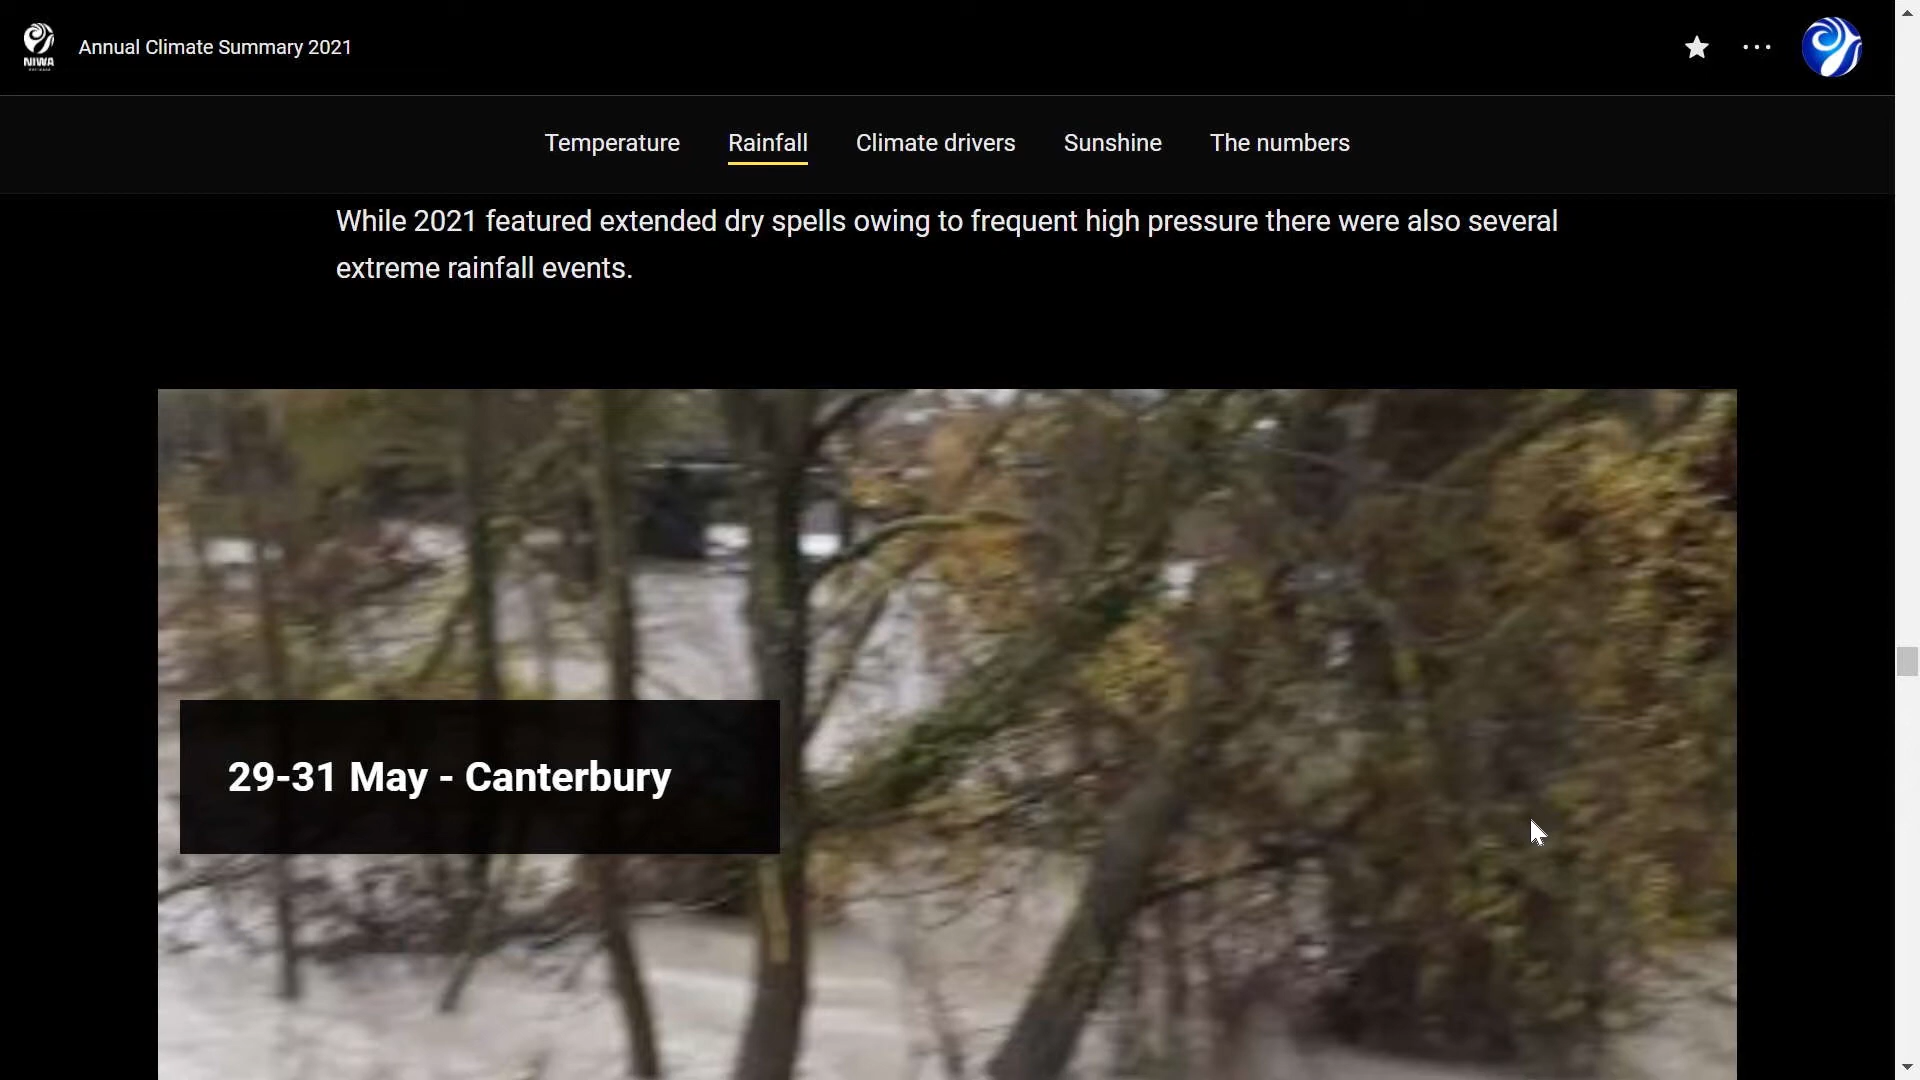 NIWA
Annual Climate Summary 2021
Temperature
Rainfall
Climate drivers
Sunshine
The numbers
While 2021 featured extended dry spells owing to frequent high pressure there were also several
extreme rainfall events.
29-31 May - Canterbury